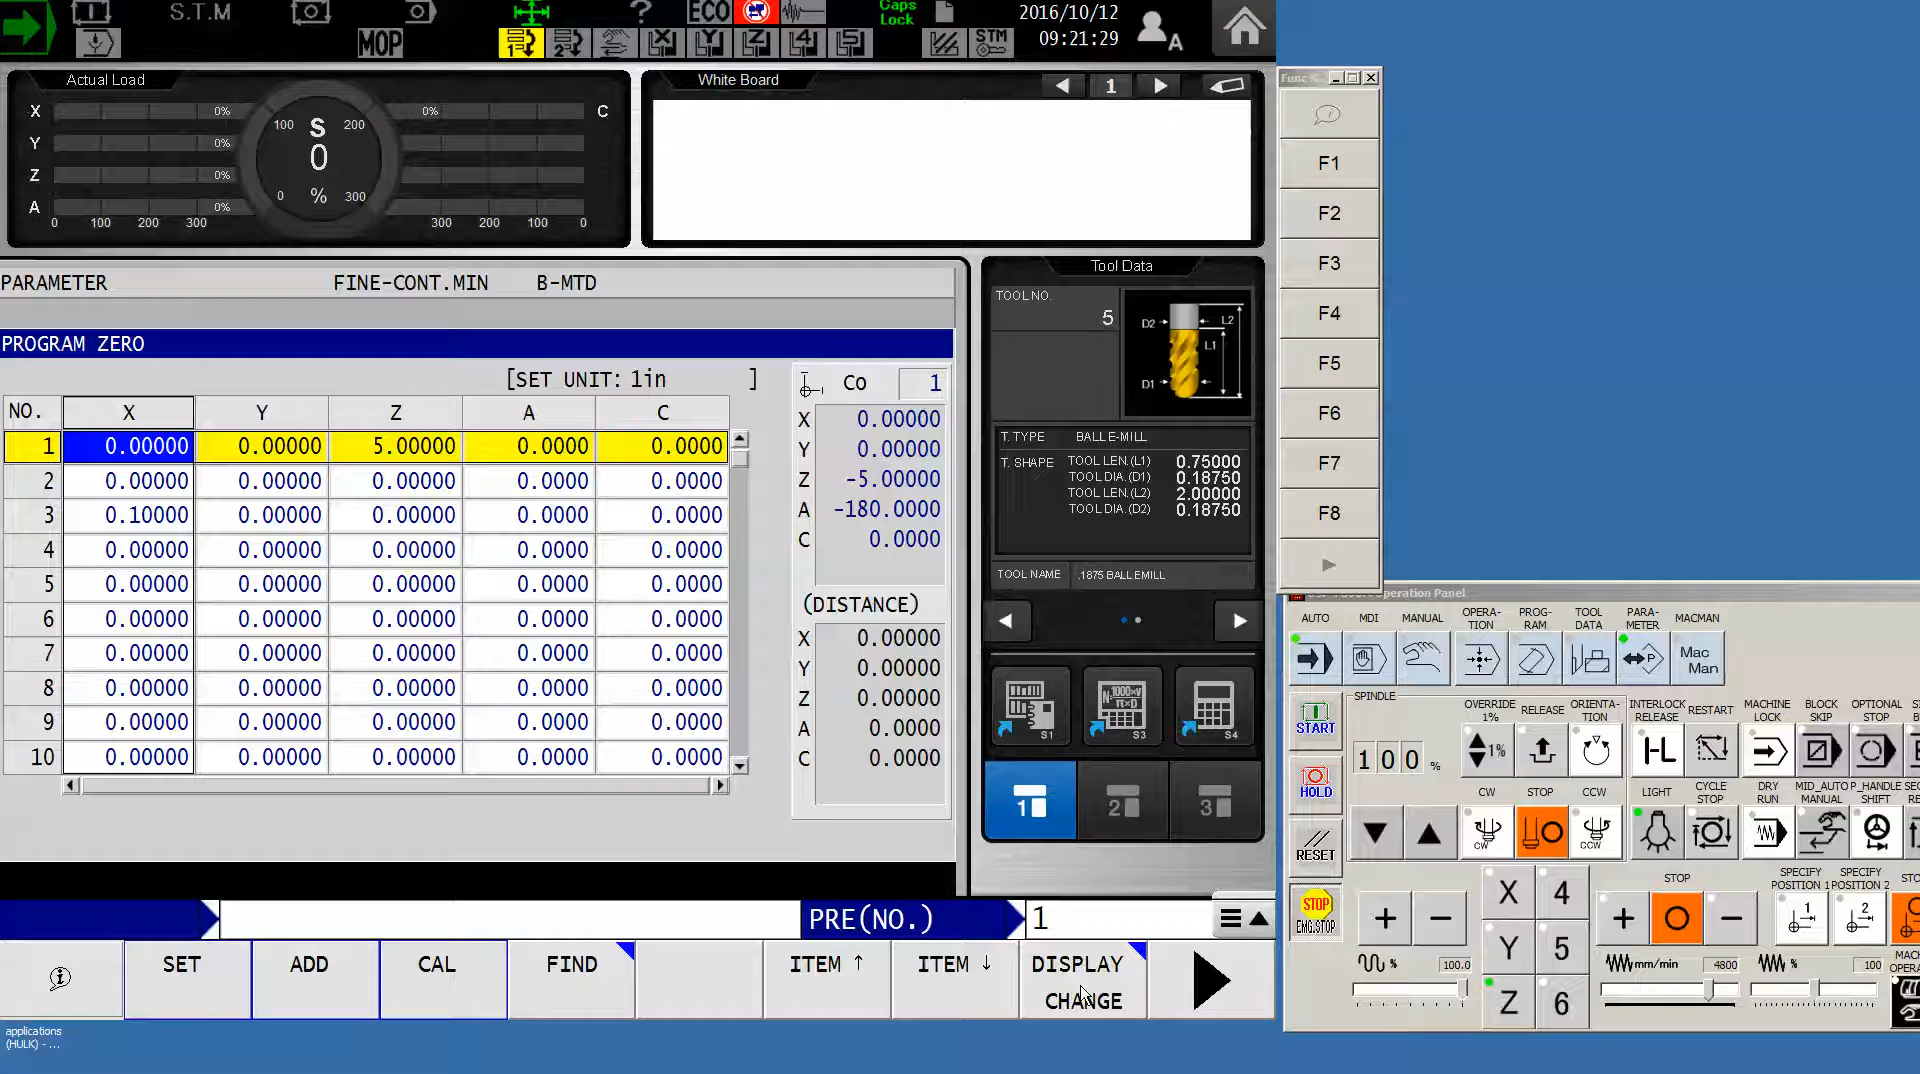 S.T.M
MOP
?
ECO
1
2
X
Y
Z
4
5
Caps
Lock
STM
2016/10/12
09:21:29
A
Actual Load
X 0% 0% C
Y 0%
Z 0%
A 0%
0 100 200 300
300 200 100 0
100 S 200
0
0 % 300
White Board
1
PARAMETER FINE-CONT.MIN B-MTD
PROGRAM ZERO
[SET UNIT: 1in ]
NO. X Y Z A C
1 0.00000 0.00000 5.00000 0.0000 0.0000
2 0.00000 0.00000 0.00000 0.0000 0.0000
3 0.10000 0.00000 0.00000 0.0000 0.0000
4 0.00000 0.00000 0.00000 0.0000 0.0000
5 0.00000 0.00000 0.00000 0.0000 0.0000
6 0.00000 0.00000 0.00000 0.0000 0.0000
7 0.00000 0.00000 0.00000 0.0000 0.0000
8 0.00000 0.00000 0.00000 0.0000 0.0000
9 0.00000 0.00000 0.00000 0.0000 0.0000
10 0.00000 0.00000 0.00000 0.0000 0.0000
Co 1
X 0.00000
Y 0.00000
Z -5.00000
A -180.0000
C 0.0000
(DISTANCE)
X 0.00000
Y 0.00000
Z 0.00000
A 0.0000
C 0.0000
Tool Data
TOOL NO.
5
D2 L2
L1
D1
T. TYPE BALL E-MILL
T. SHAPE TOOL LEN.(L1) 0.75000
TOOL DIA.(D1) 0.18750
TOOL LEN.(L2) 2.00000
TOOL DIA.(D2) 0.18750
TOOL NAME .1875 BALL EMILL
S1
S3
S4
1
2
3
PRE(NO.) 1
SET
ADD
CAL
FIND
ITEM ↑
ITEM ↓
DISPLAY
CHANGE
applications
(HULK) - ...
F1
F2
F3
F4
F5
F6
F7
F8
Operation Panel
AUTO
MDI
MANUAL
OPERA-
TION
PROG-
RAM
TOOL
DATA
PARA-
METER
MACMAN
P
Mac
Man
START
HOLD
RESET
STOP
EMG.STOP
SPINDLE
OVERRIDE
1%
RELEASE
ORIENTA-
TION
100 %
1%
CW
STOP
CCW
CW
CCW
INTERLOCK
RELEASE
RESTART
MACHINE
LOCK
BLOCK
SKIP
OPTIONAL
STOP
LIGHT
CYCLE
STOP
DRY
RUN
MID_AUTO
MANUAL
P_HANDLE
SHIFT
+
-
% 100.0
X
4
Y
5
Z
6
STOP
+
-
mm/min 4800
% 100
SPECIFY
POSITION 1
SPECIFY
POSITION 2
1
2